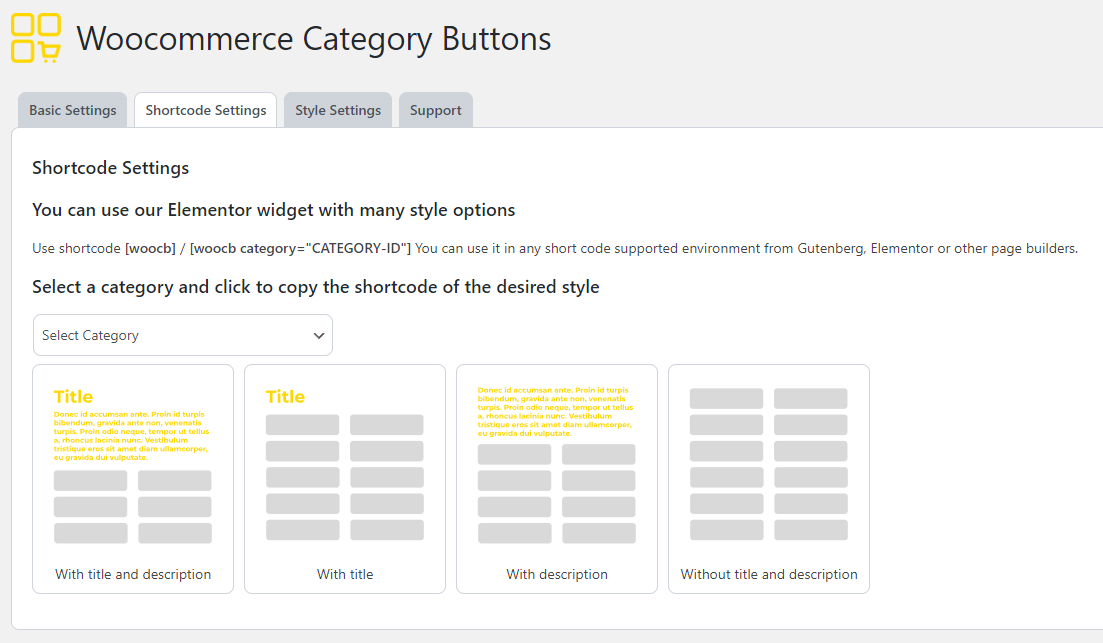 Woocommerce Category Buttons
Basic Settings
Shortcode Settings
Style Settings
Support
Shortcode Settings
You can use our Elementor widget with many style options
Use shortcode [woocb] / [woocb category="CATEGORY-ID"] You can use it in any short code supported environment from Gutenberg, Elementor or other page builders.
Select a category and click to copy the shortcode of the desired style
Select Category
Title
Donec id accumsan ante. Proin id turpis
bibendum, gravida ante non, venenatis
turpis. Proin odio neque, tempor ut tellus
a, rhoncus lacinia nunc. Vestibulum
tristique eros sit amet diam ullamcorper,
eu gravida dui vulputate.
With title and description
Title
With title
Donec id accumsan ante. Proin id turpis
bibendum, gravida ante non, venenatis
turpis. Proin odio neque, tempor ut tellus
a, rhoncus lacinia nunc. Vestibulum
tristique eros sit amet diam ullamcorper,
eu gravida dui vulputate.
With description
Without title and description